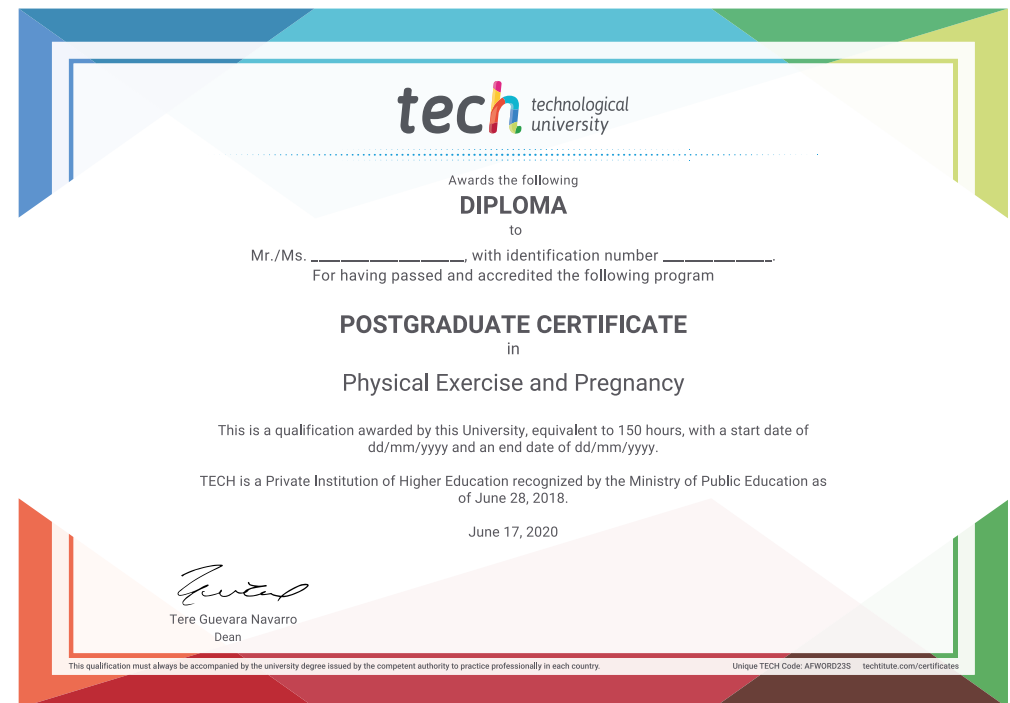 tech technological
university
Awards the following
DIPLOMA
to
Mr./Ms. ____________________, with identification number ______________.
For having passed and accredited the following program
POSTGRADUATE CERTIFICATE
in
Physical Exercise and Pregnancy
This is a qualification awarded by this University, equivalent to 150 hours, with a start date of
dd/mm/yyyy and an end date of dd/mm/yyyy.
TECH is a Private Institution of Higher Education recognized by the Ministry of Public Education as
of June 28, 2018.
June 17, 2020
Tere Guevara Navarro
Dean
This qualification must always be accompanied by the university degree issued by the competent authority to practice professionally in each country.
Unique TECH Code: AFWORD23S techtitute.com/certificates